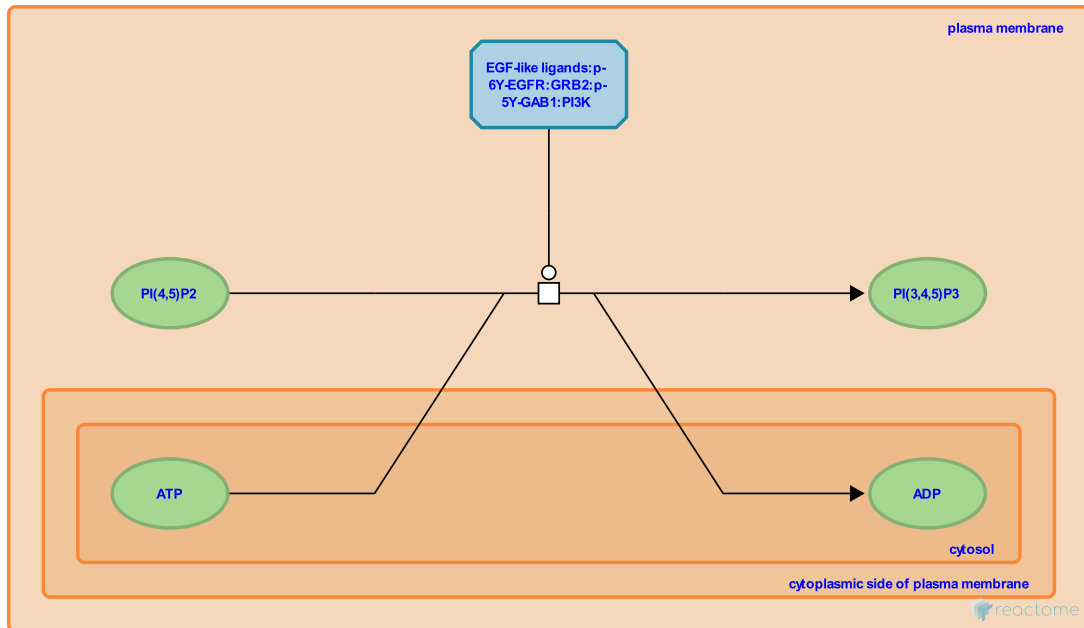 plasma membrane
EGF-like ligands:p-
6Y-EGFR:GRB2:p-
5Y-GAB1:PI3K
PI(4,5)P2
PI(3,4,5)P3
ATP
ADP
cytosol
cytoplasmic side of plasma membrane
reactome